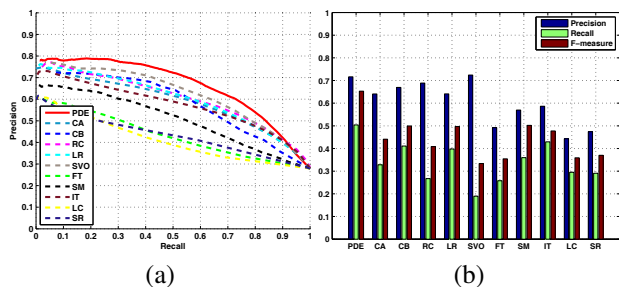 1
0.9
0.8
0.7
0.6
0.5
0.4
0.3
0.2
0.1
0
Precision
PDE
CA
CB
RC
LR
SVO
FT
SM
IT
LC
SR
0 0.1 0.2 0.3 0.4 0.5 0.6 0.7 0.8 0.9 1
Recall
(a)
1
0.9
0.8
0.7
0.6
0.5
0.4
0.3
0.2
0.1
0
Precision
Recall
F-measure
PDE CA CB RC LR SVO FT SM IT LC SR
(b)